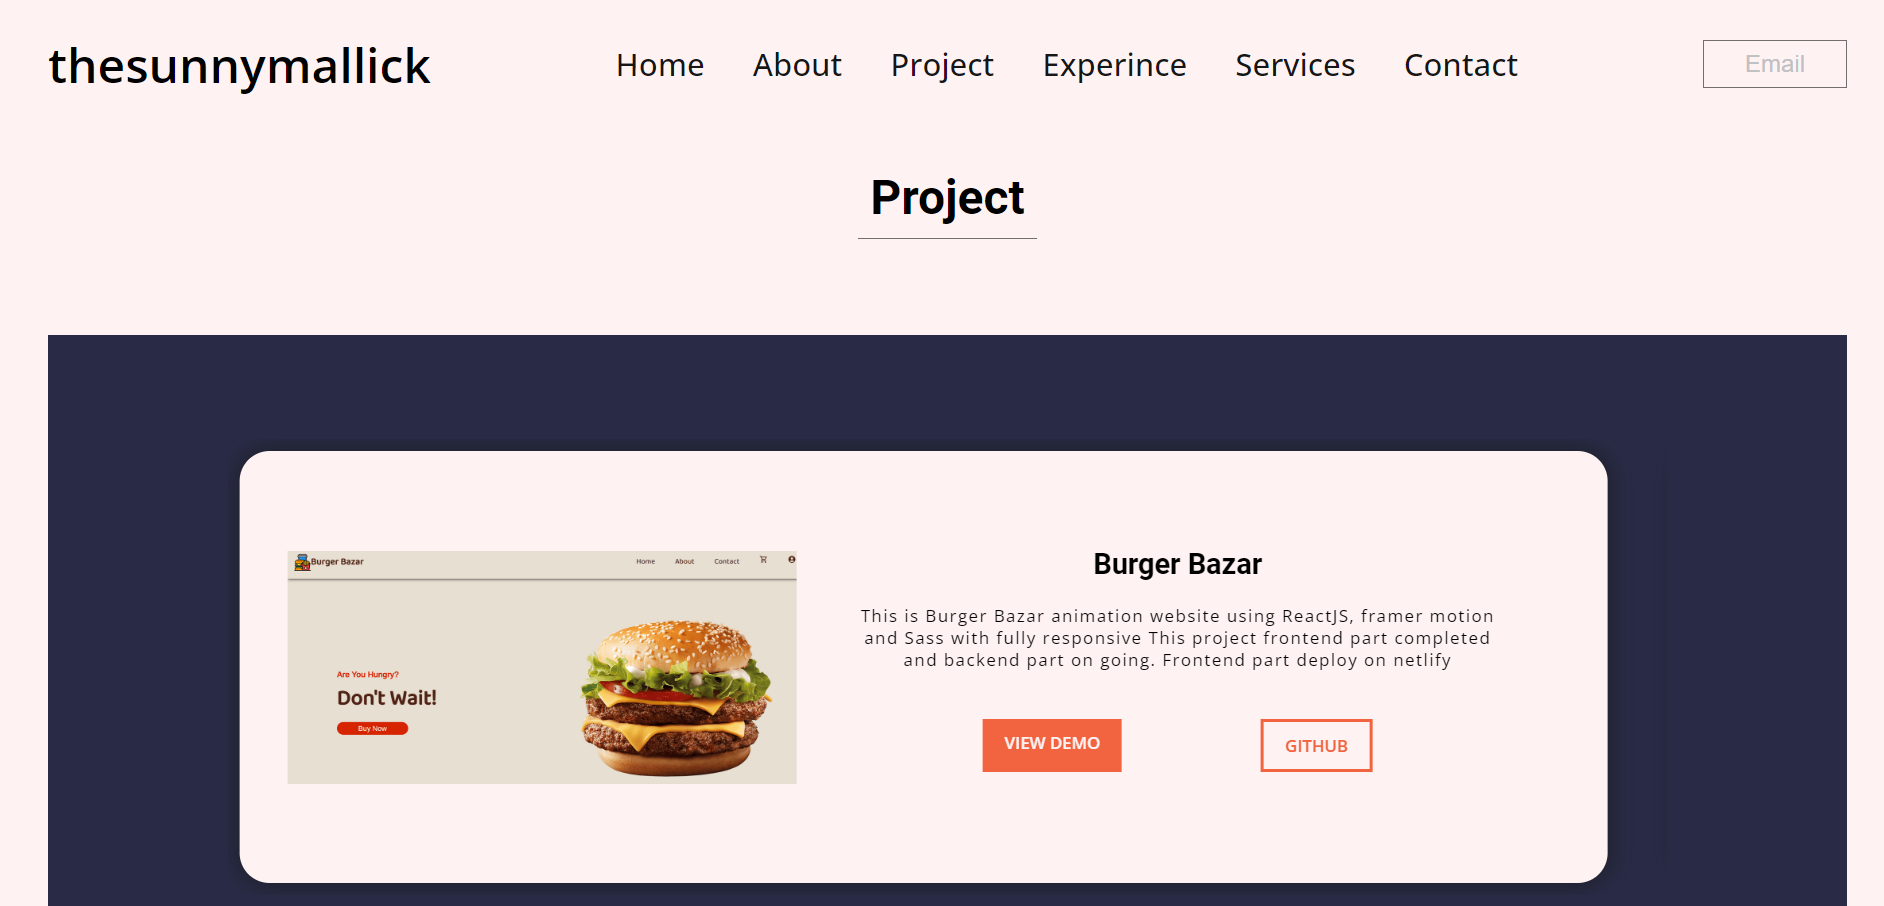 thesunnymallick
Home About Project Experince Services Contact
Email
Project
Burger Bazar
Home About Contact
Are You Hungry?
Don't Wait!
Buy Now
Burger Bazar
This is Burger Bazar animation website using ReactJS, framer motion
and Sass with fully responsive This project frontend part completed
and backend part on going. Frontend part deploy on netlify
VIEW DEMO
GITHUB